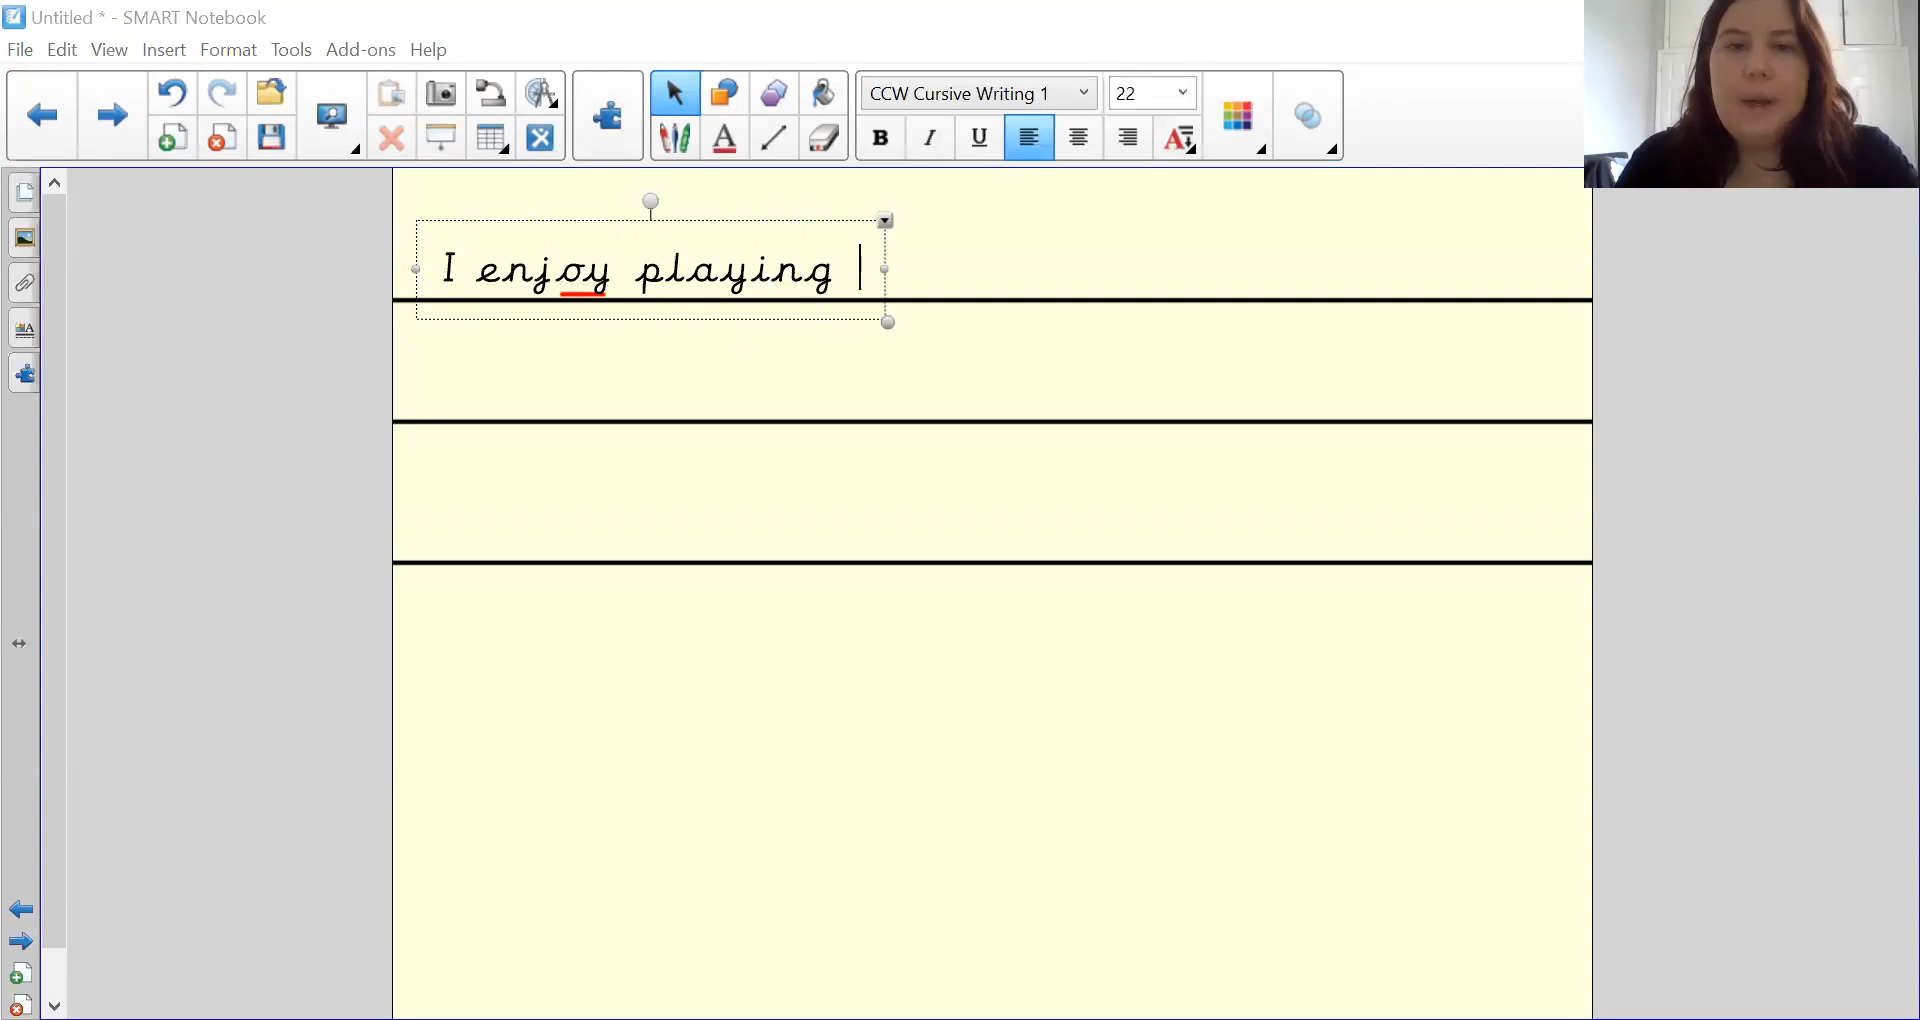 Untitled * - SMART Notebook
File Edit View Insert Format Tools Add-ons Help
CCW Cursive Writing 1 22
B I U
I enjoy playing